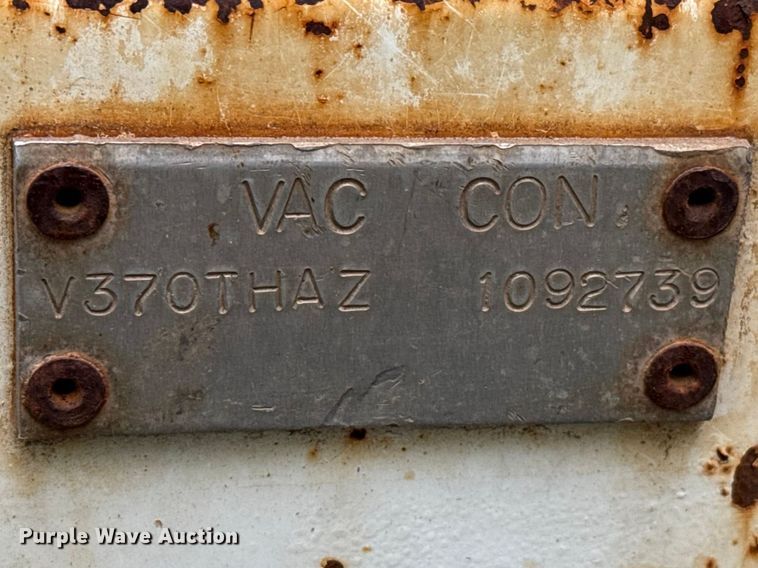 VAC CON
V370THAZ 1092739
Purple Wave Auction